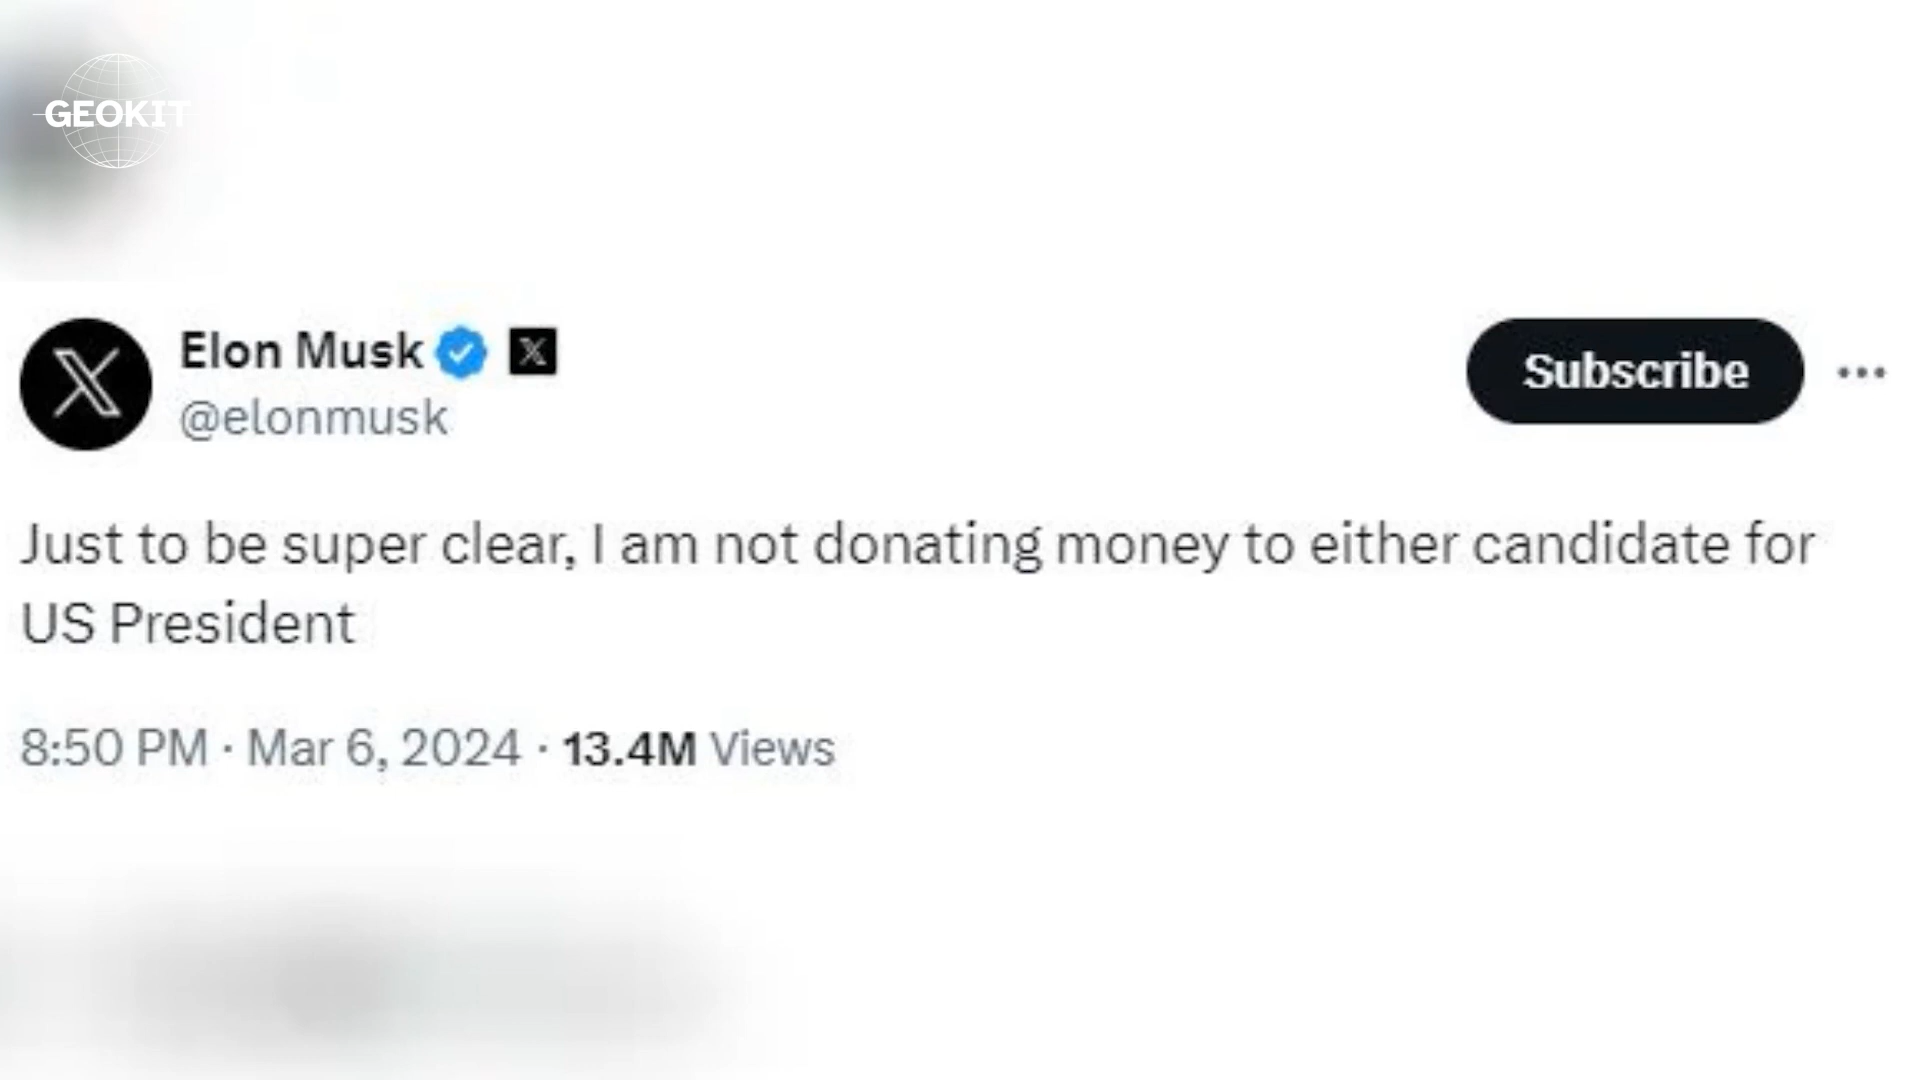 GEOKIT
Elon Musk
@elonmusk
Subscribe
Just to be super clear, I am not donating money to either candidate for
US President
8:50 PM · Mar 6, 2024 · 13.4M Views